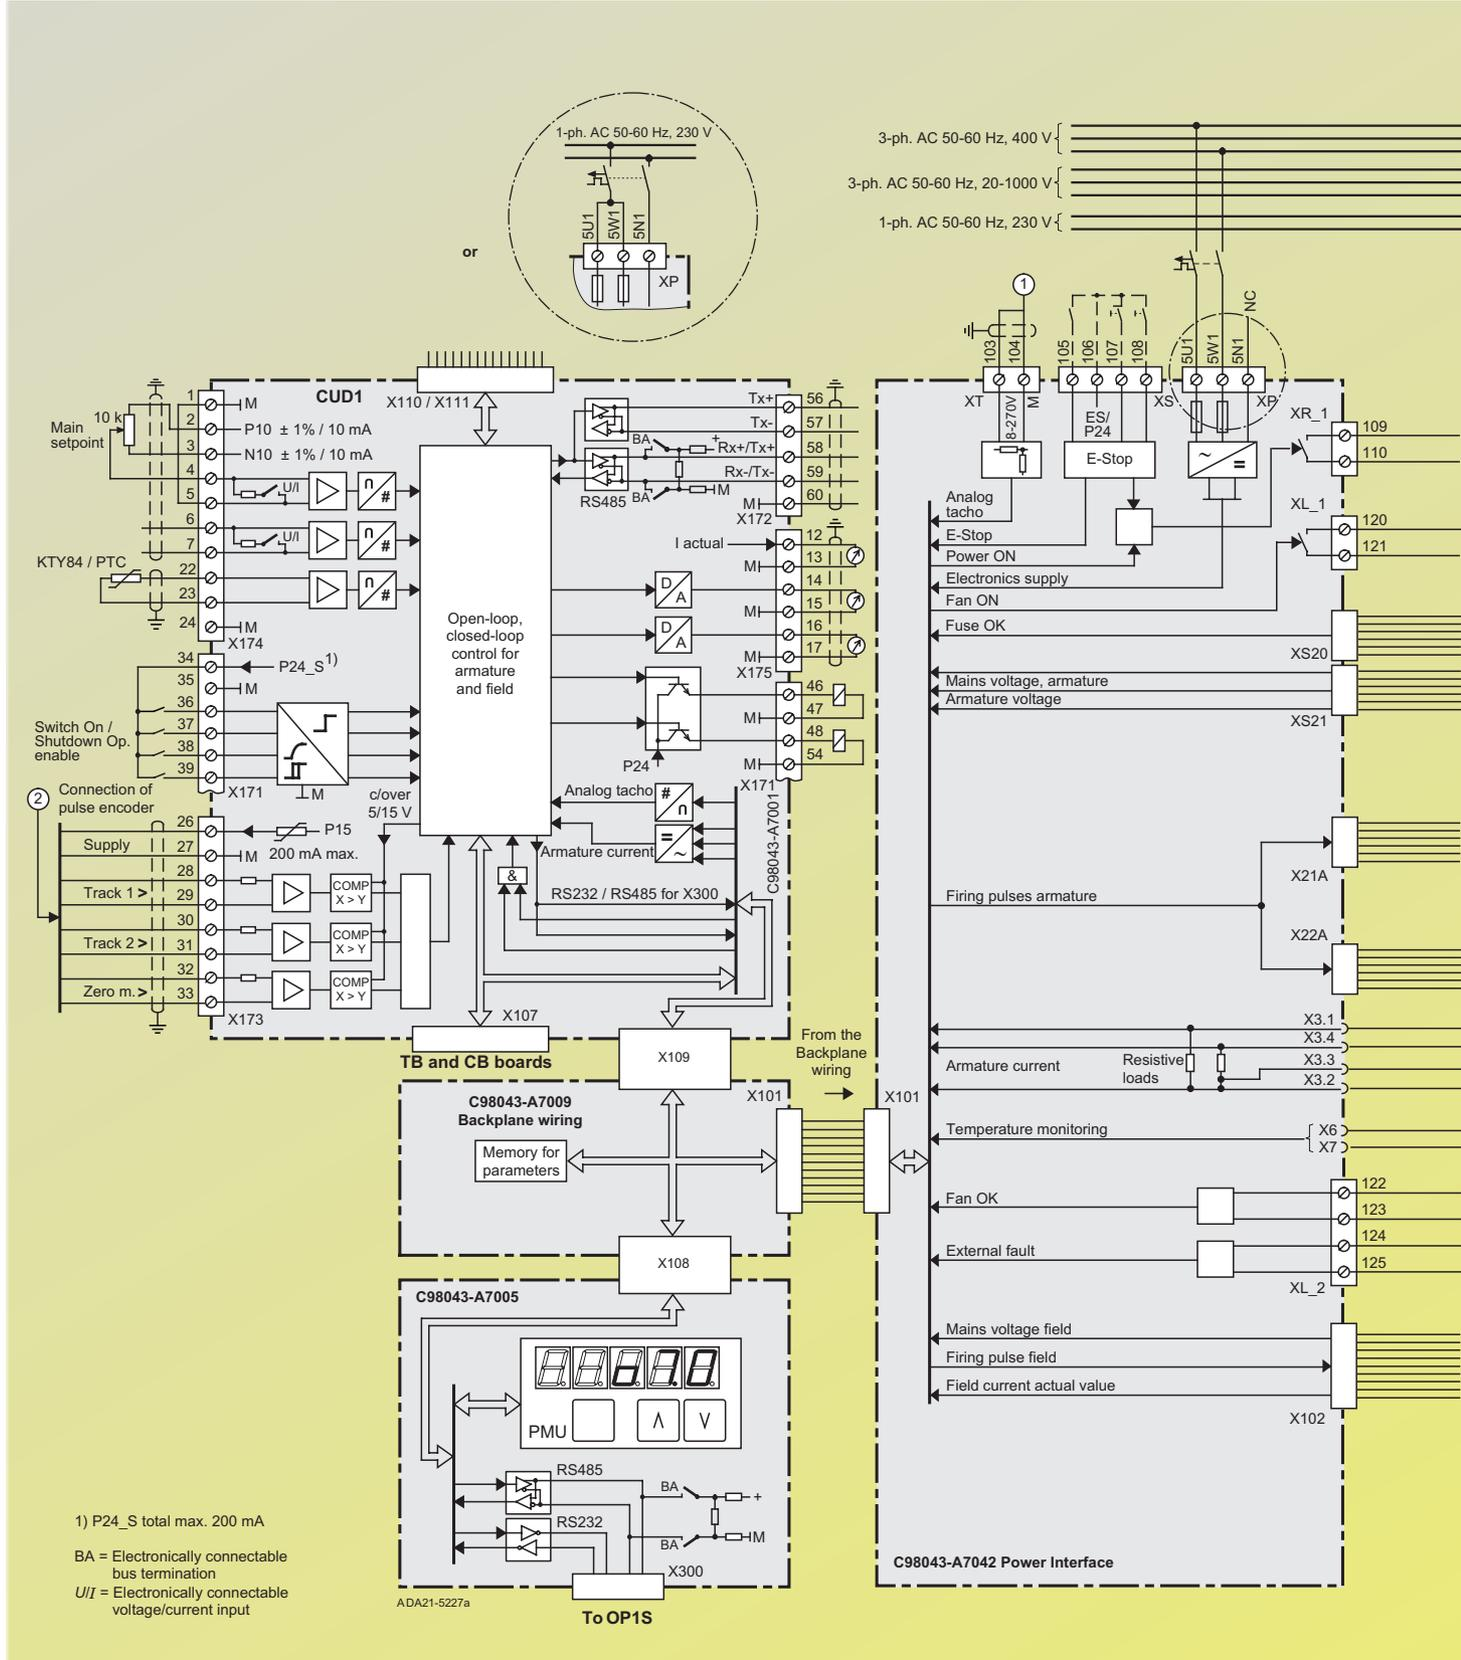 1-ph. AC 50-60 Hz, 230 V
5U1
5W1
5N1
XP
or
3-ph. AC 50-60 Hz, 400 V
3-ph. AC 50-60 Hz, 20-1000 V
1-ph. AC 50-60 Hz, 230 V
1
NC
103
104
105
106
107
108
5U1
5W1
5N1
XT
8-270V
M
ES/
P24
XS
XP
E-Stop
~
=
XR_1
109
110
XL_1
120
121
Analog
tacho
E-Stop
Power ON
Electronics supply
Fan ON
Fuse OK
XS20
Mains voltage, armature
Armature voltage
XS21
X21A
Firing pulses armature
X22A
X3.1
X3.4
Armature current
Resistive
loads
X3.3
X3.2
X101
Temperature monitoring
X6
X7
122
Fan OK
123
124
External fault
125
XL_2
Mains voltage field
Firing pulse field
Field current actual value
X102
C98043-A7042 Power Interface
CUD1
X110 / X111
Main
setpoint
10 k
1
M
2
P10 ± 1% / 10 mA
3
N10 ± 1% / 10 mA
4
U/I
n
#
5
6
U/I
n
#
7
KTY84 / PTC
22
n
#
23
24
M
X174
34
P24_S1)
35
M
36
Switch On /
Shutdown Op.
enable
37
38
39
X171
M
2
Connection of
pulse encoder
26
P15
Supply
27
M
200 mA max.
28
Track 1 >
29
COMP
X > Y
30
Track 2 >
31
COMP
X > Y
32
Zero m. >
33
COMP
X > Y
X173
c/over
5/15 V
Open-loop,
closed-loop
control for
armature
and field
Tx+
56
Tx-
57
BA
+
Rx+/Tx+
58
Rx-/Tx-
59
RS485
BA
M
M
60
X172
I actual
12
M
13
D
A
14
M
15
D
A
16
M
17
X175
46
M
47
48
P24
M
54
X171
C98043-A7001
Analog tacho
#
n
Armature current
=
~
&
RS232 / RS485 for X300
X107
TB and CB boards
X109
From the
Backplane
wiring
C98043-A7009
Backplane wiring
X101
Memory for
parameters
X108
C98043-A7005
PMU
RS485
BA
+
RS232
BA
M
X300
To OP1S
ADA21-5227a
1) P24_S total max. 200 mA
BA = Electronically connectable
bus termination
U/I = Electronically connectable
voltage/current input